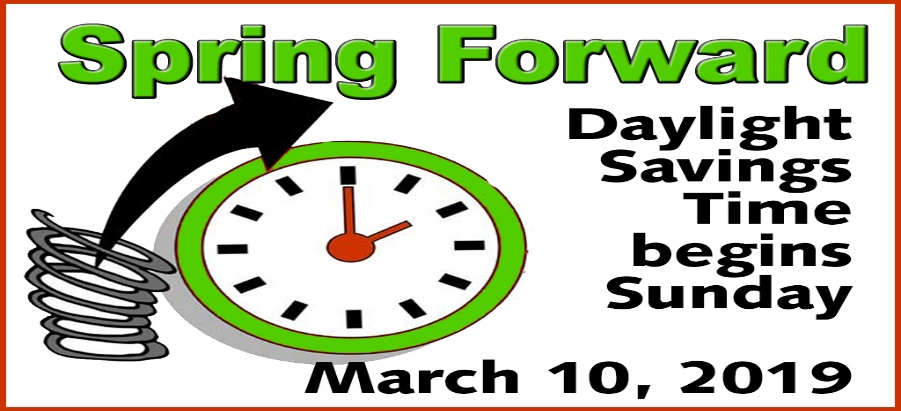 Spring Forward
Daylight
Savings
Time
begins
Sunday
March 10, 2019